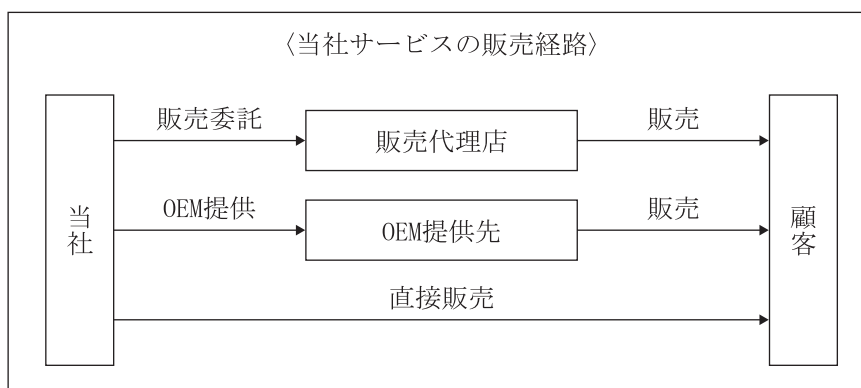 〈当社サービスの販売経路〉
販売委託
販売代理店
販売
当社
OEM提供
OEM提供先
販売
顧客
直接販売